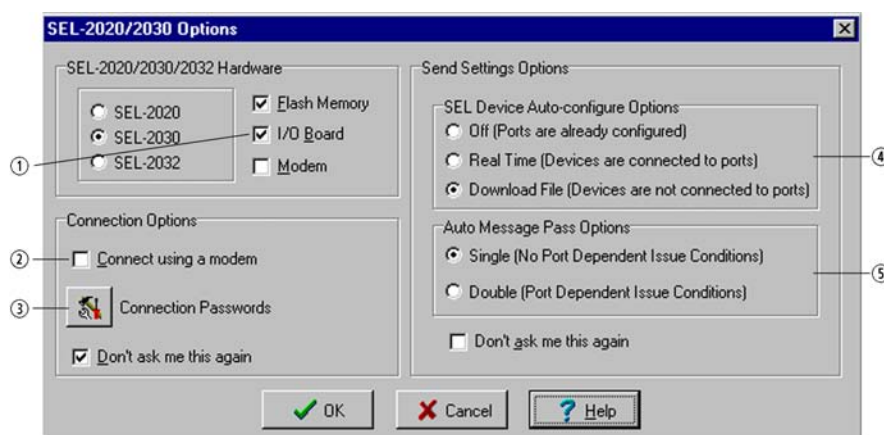 SEL-2020/2030 Options
SEL-2020/2030/2032 Hardware
SEL-2020
SEL-2030
SEL-2032
Flash Memory
I/O Board
Modem
①
Connection Options
② Connect using a modem
③ Connection Passwords
Don't ask me this again
Send Settings Options
SEL Device Auto-configure Options
Off (Ports are already configured)
Real Time (Devices are connected to ports)
Download File (Devices are not connected to ports)
④
Auto Message Pass Options
Single (No Port Dependent Issue Conditions)
Double (Port Dependent Issue Conditions)
⑤
Don't ask me this again
OK
Cancel
? Help